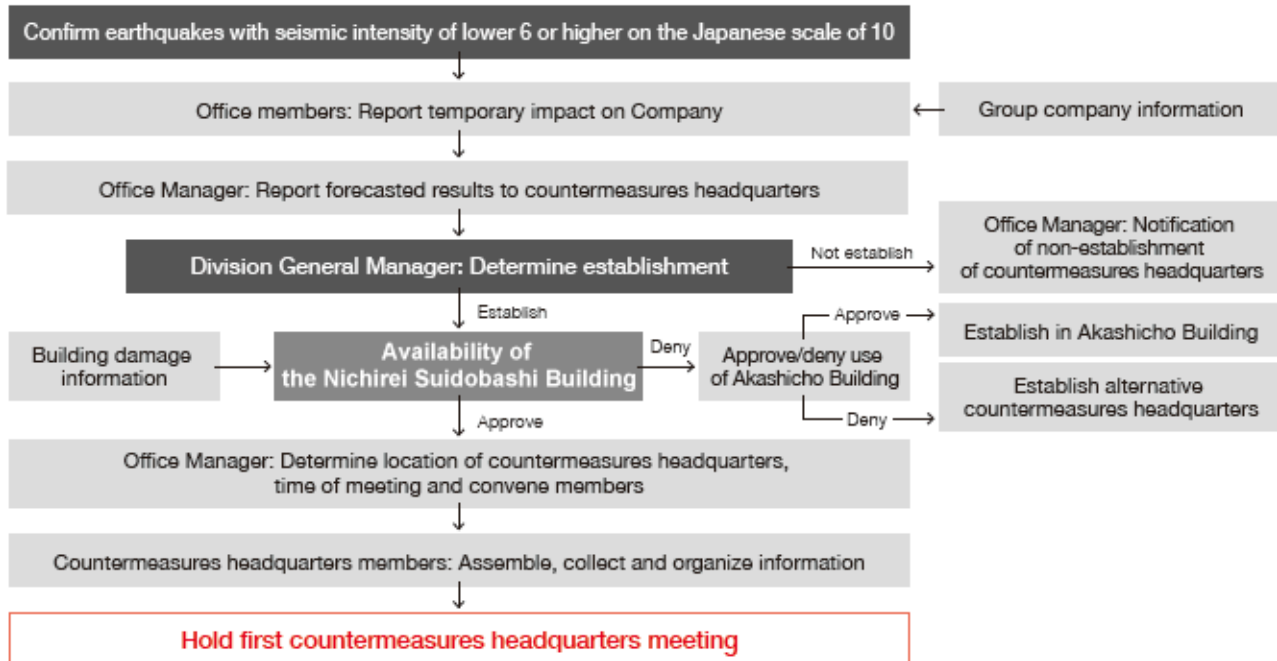 Confirm earthquakes with seismic intensity of lower 6 or higher on the Japanese scale of 10
Office members: Report temporary impact on Company
Group company information
Office Manager: Report forecasted results to countermeasures headquarters
Division General Manager: Determine establishment
Not establish
Office Manager: Notification
of non-establishment
of countermeasures headquarters
Establish
Building damage
information
Availability of
the Nichirei Suidobashi Building
Deny
Approve/deny use
of Akashicho Building
Approve
Establish in Akashicho Building
Deny
Establish alternative
countermeasures headquarters
Approve
Office Manager: Determine location of countermeasures headquarters,
time of meeting and convene members
Countermeasures headquarters members: Assemble, collect and organize information
Hold first countermeasures headquarters meeting